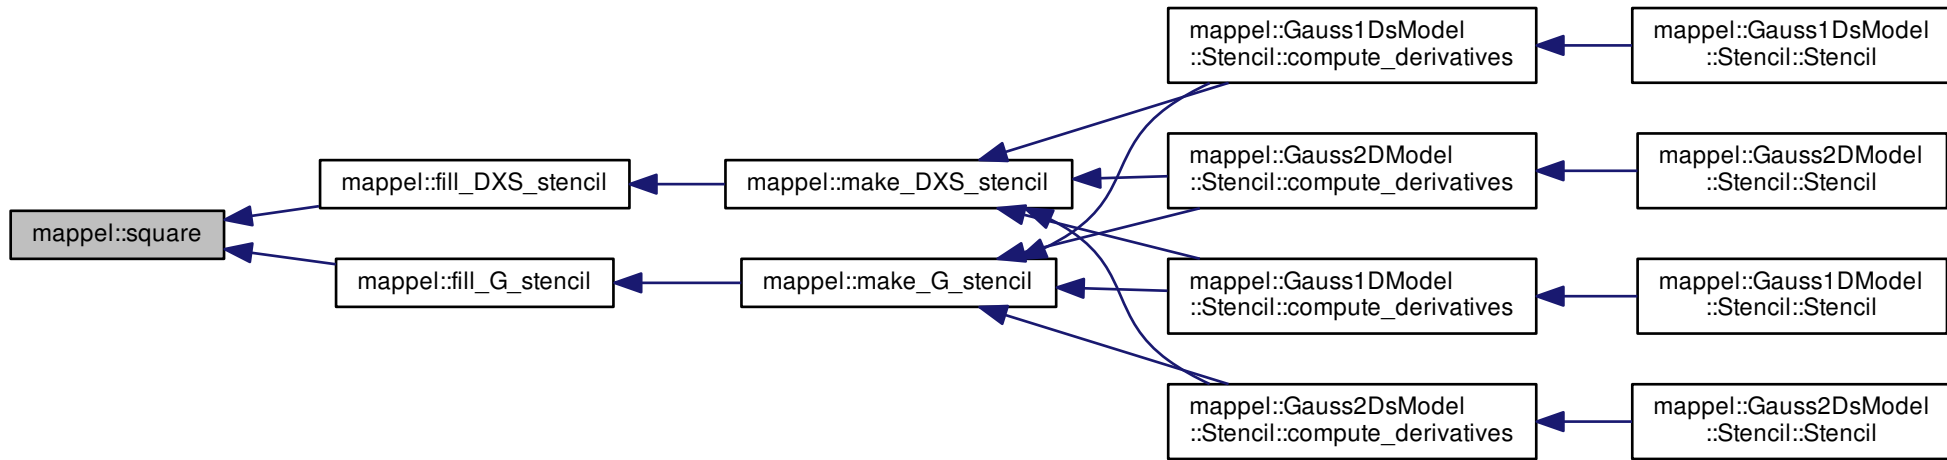 mappel::square
mappel::fill_DXS_stencil
mappel::fill_G_stencil
mappel::make_DXS_stencil
mappel::make_G_stencil
mappel::Gauss1DsModel
::Stencil::compute_derivatives
mappel::Gauss2DModel
::Stencil::compute_derivatives
mappel::Gauss1DModel
::Stencil::compute_derivatives
mappel::Gauss2DsModel
::Stencil::compute_derivatives
mappel::Gauss1DsModel
::Stencil::Stencil
mappel::Gauss2DModel
::Stencil::Stencil
mappel::Gauss1DModel
::Stencil::Stencil
mappel::Gauss2DsModel
::Stencil::Stencil